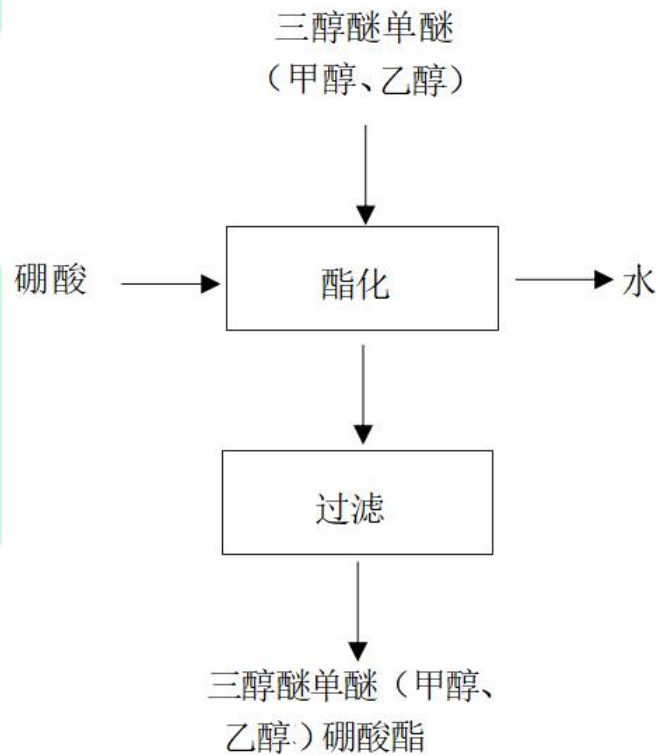 三醇醚单醚
（甲醇、乙醇）
硼酸
酯化
水
过滤
三醇醚单醚（甲醇、
乙醇）硼酸酯